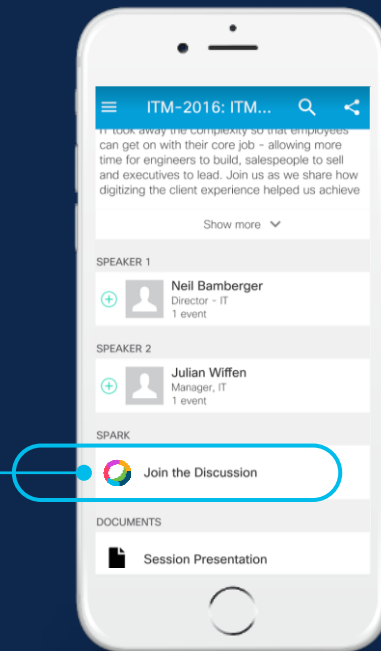 ITM-2016: ITM...
IT took away the complexity so that employees
can get on with their core job - allowing more
time for engineers to build, salespeople to sell
and executives to lead. Join us as we share how
digitizing the client experience helped us achieve
Show more
SPEAKER 1
Neil Bamberger
Director - IT
1 event
SPEAKER 2
Julian Wiffen
Manager, IT
1 event
SPARK
Join the Discussion
DOCUMENTS
Session Presentation